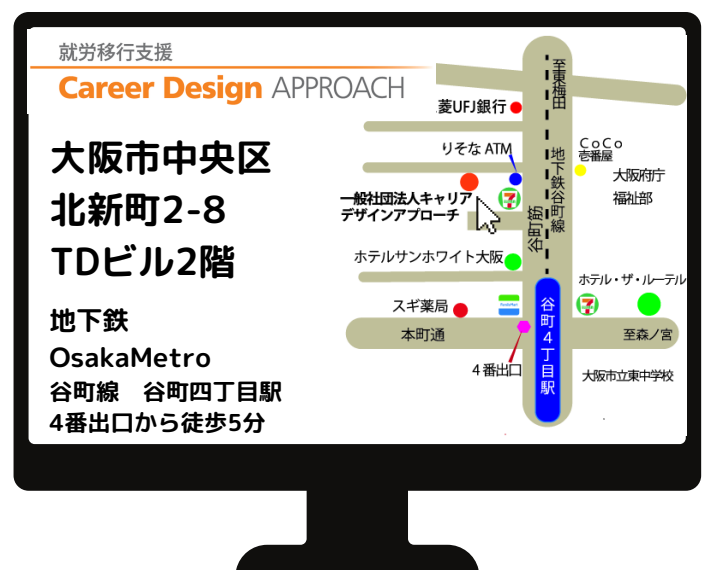 就労移行支援
Career Design APPROACH
大阪市中央区
北新町2-8
TDビル2階
地下鉄
OsakaMetro
谷町線　谷町四丁目駅
4番出口から徒歩5分
至東梅田
菱UFJ銀行
りそな ATM
地下鉄谷町線
CoCo
壱番屋
大阪府庁
福祉部
一般社団法人キャリア
デザインアプローチ
谷町筋
ホテルサンホワイト大阪
ホテル・ザ・ルーテル
スギ薬局
FamilyMart
谷町4丁目駅
本町通
至森ノ宮
4番出口
大阪市立東中学校